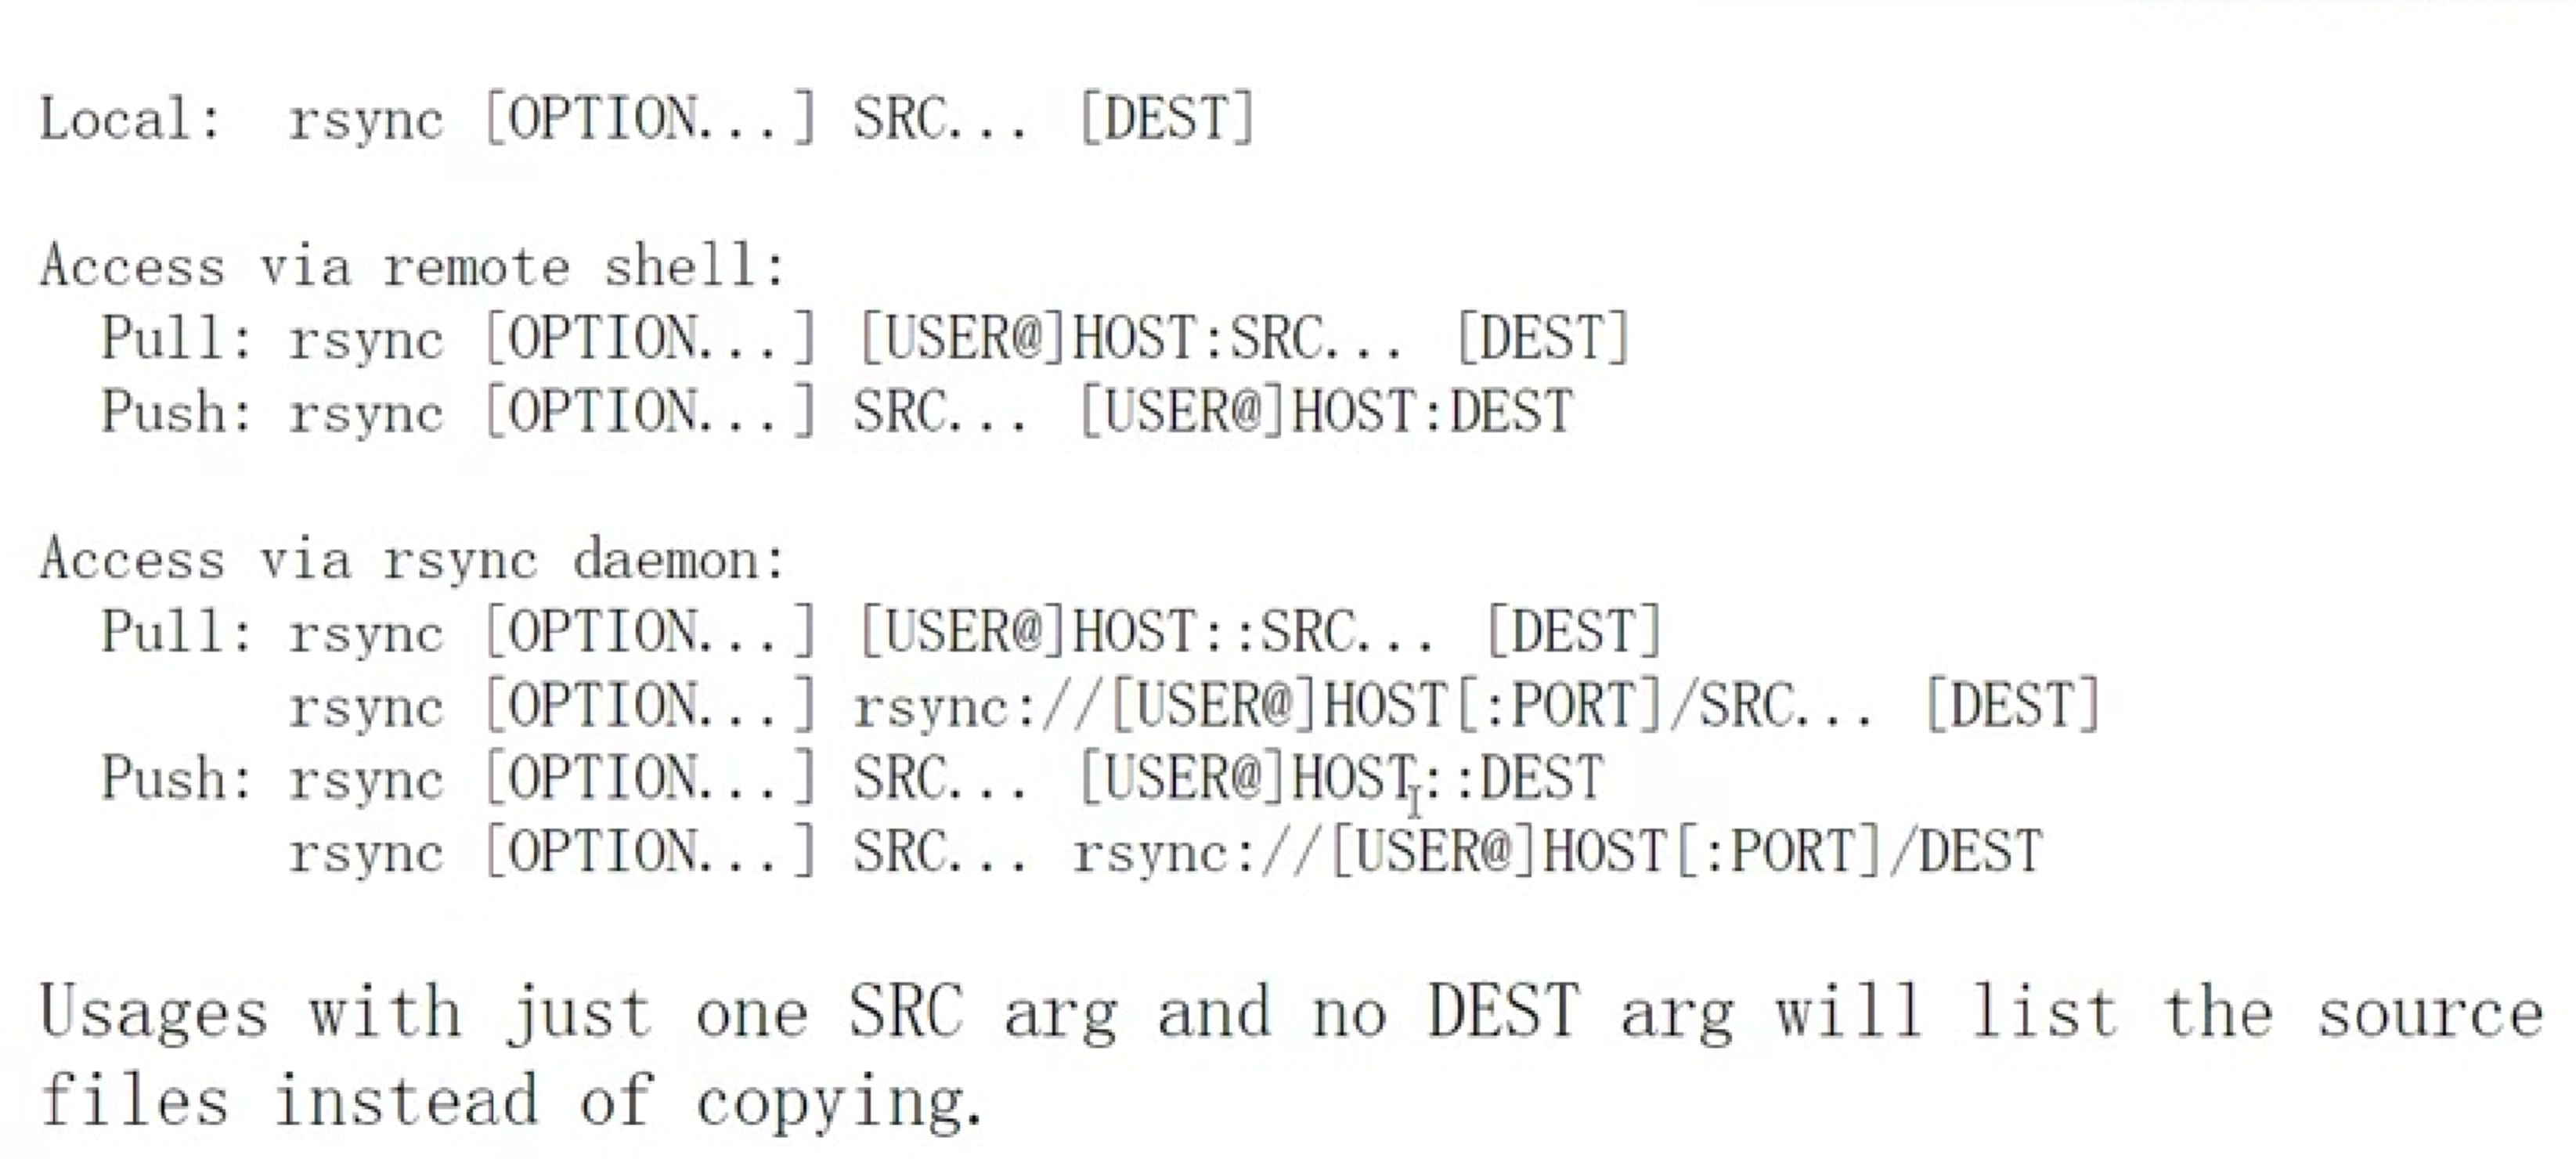 Local:  rsync [OPTION...] SRC... [DEST]
Access via remote shell:
  Pull: rsync [OPTION...] [USER@]HOST:SRC... [DEST]
  Push: rsync [OPTION...] SRC... [USER@]HOST:DEST
Access via rsync daemon:
  Pull: rsync [OPTION...] [USER@]HOST::SRC... [DEST]
        rsync [OPTION...] rsync://[USER@]HOST[:PORT]/SRC... [DEST]
  Push: rsync [OPTION...] SRC... [USER@]HOST::DEST
        rsync [OPTION...] SRC... rsync://[USER@]HOST[:PORT]/DEST
Usages with just one SRC arg and no DEST arg will list the source
files instead of copying.